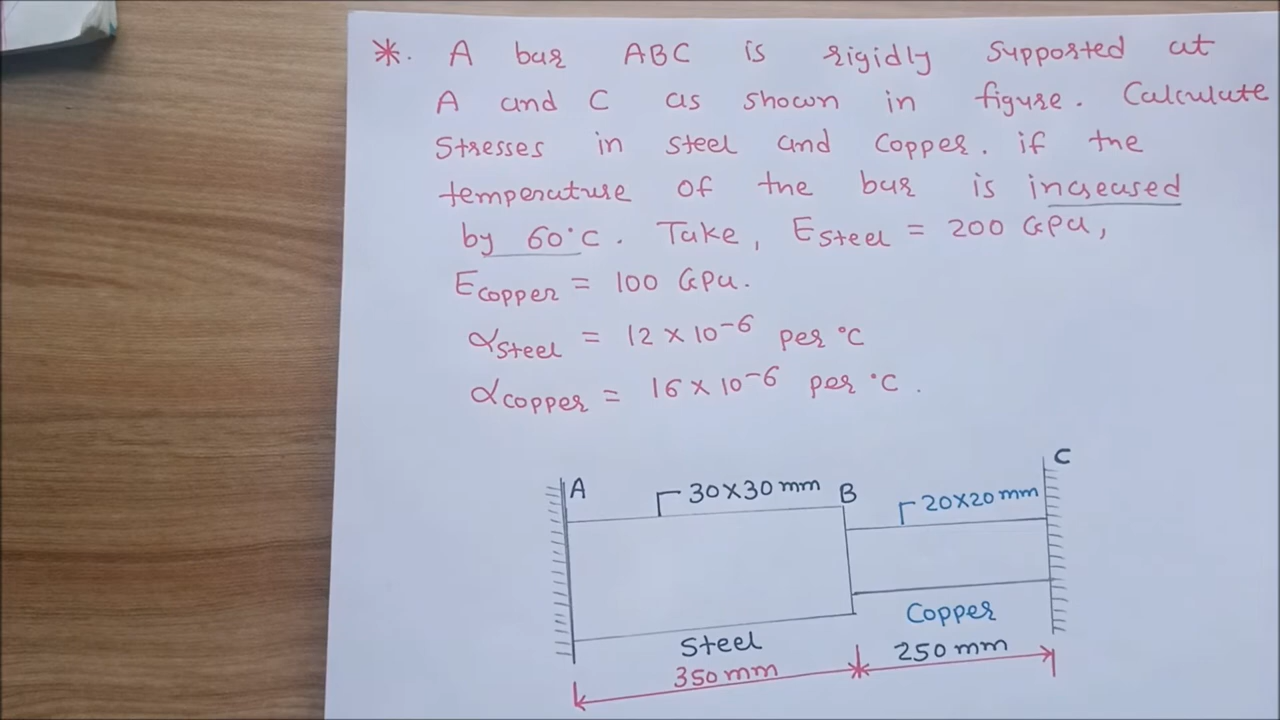 *. A bar ABC is rigidly supported at
A and C as shown in figure. Calculate
Stresses in steel and copper. if the
temperature of the bar is increased
by 60°C. Take, ESteel = 200 GPa,
Ecopper = 100 GPa.
αSteel = 12 × 10-6 per °C
αcopper = 16 × 10-6 per °C.
A 30×30 mm B 20×20 mm C
Steel Copper
350 mm 250 mm